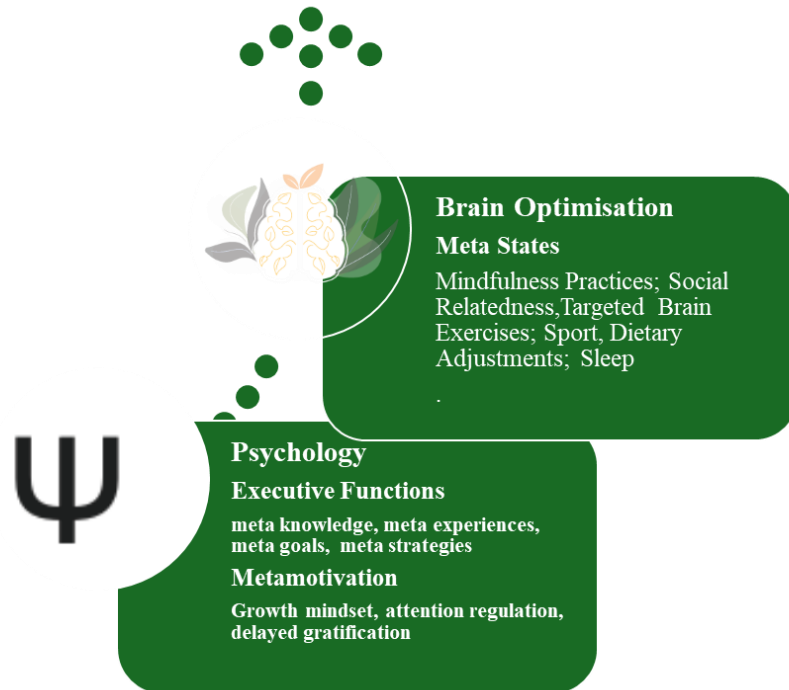 Brain Optimisation
Meta States
Mindfulness Practices; Social
Relatedness,Targeted Brain
Exercises; Sport, Dietary
Adjustments; Sleep
.
Ψ
Psychology
Executive Functions
meta knowledge, meta experiences,
meta goals, meta strategies
Metamotivation
Growth mindset, attention regulation,
delayed gratification